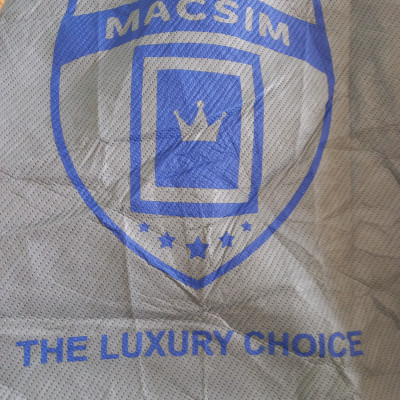 MACSIM
THE LUXURY CHOICE